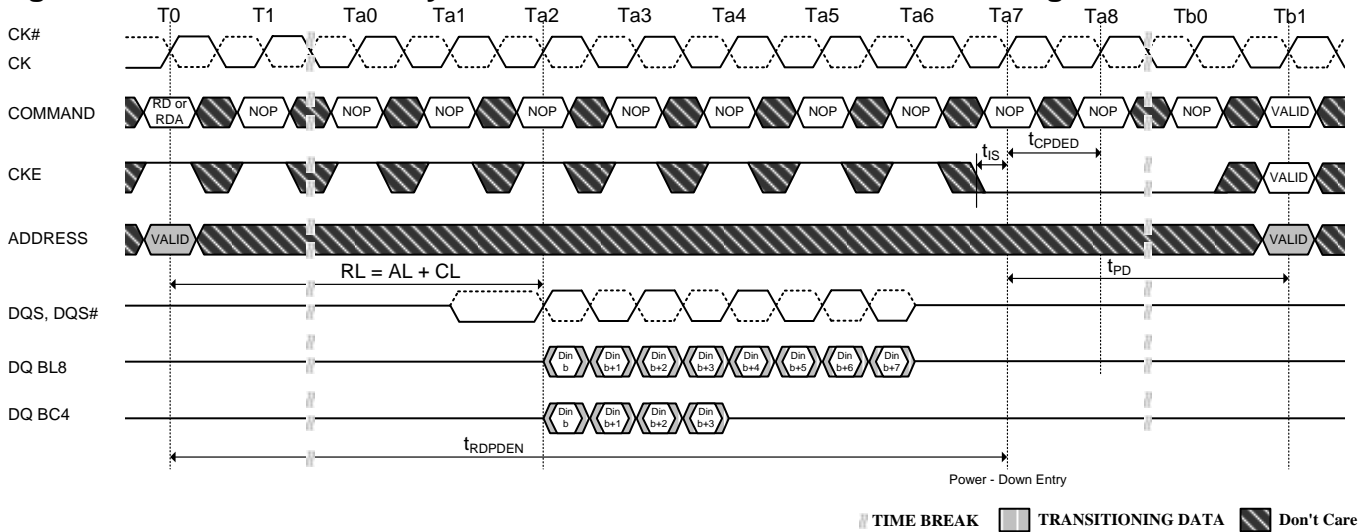 T0 T1 Ta0 Ta1 Ta2 Ta3 Ta4 Ta5 Ta6 Ta7 Ta8 Tb0 Tb1
CK#
CK
COMMAND
RD or RDA NOP NOP NOP NOP NOP NOP NOP NOP NOP NOP NOP VALID
tIS tCPDED
CKE
VALID
ADDRESS
VALID VALID
RL = AL + CL
tPD
DQS, DQS#
DQ BL8
Din b Din b+1 Din b+2 Din b+3 Din b+4 Din b+5 Din b+6 Din b+7
DQ BC4
Din b Din b+1 Din b+2 Din b+3
tRDPDEN
Power - Down Entry
TIME BREAK TRANSITIONING DATA Don't Care